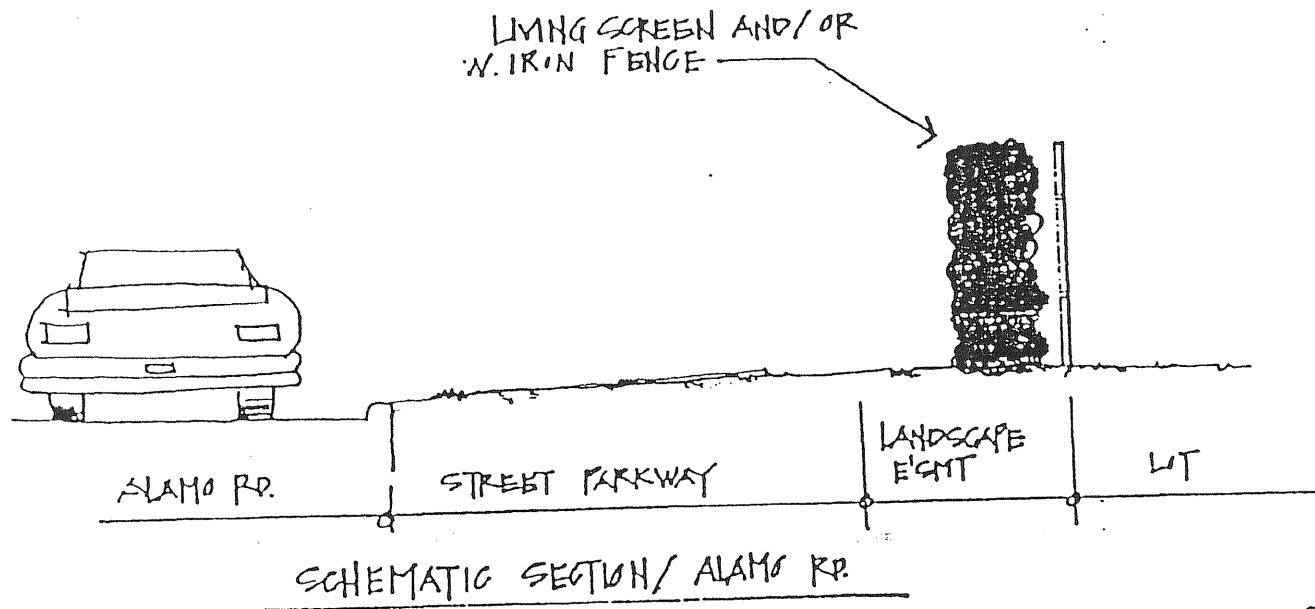 LIVING SCREEN AND/OR
W. IRON FENCE
ALAMO RD.
STREET PARKWAY
LANDSCAPE
E'SMT
LOT
SCHEMATIC SECTION/ ALAMO RD.